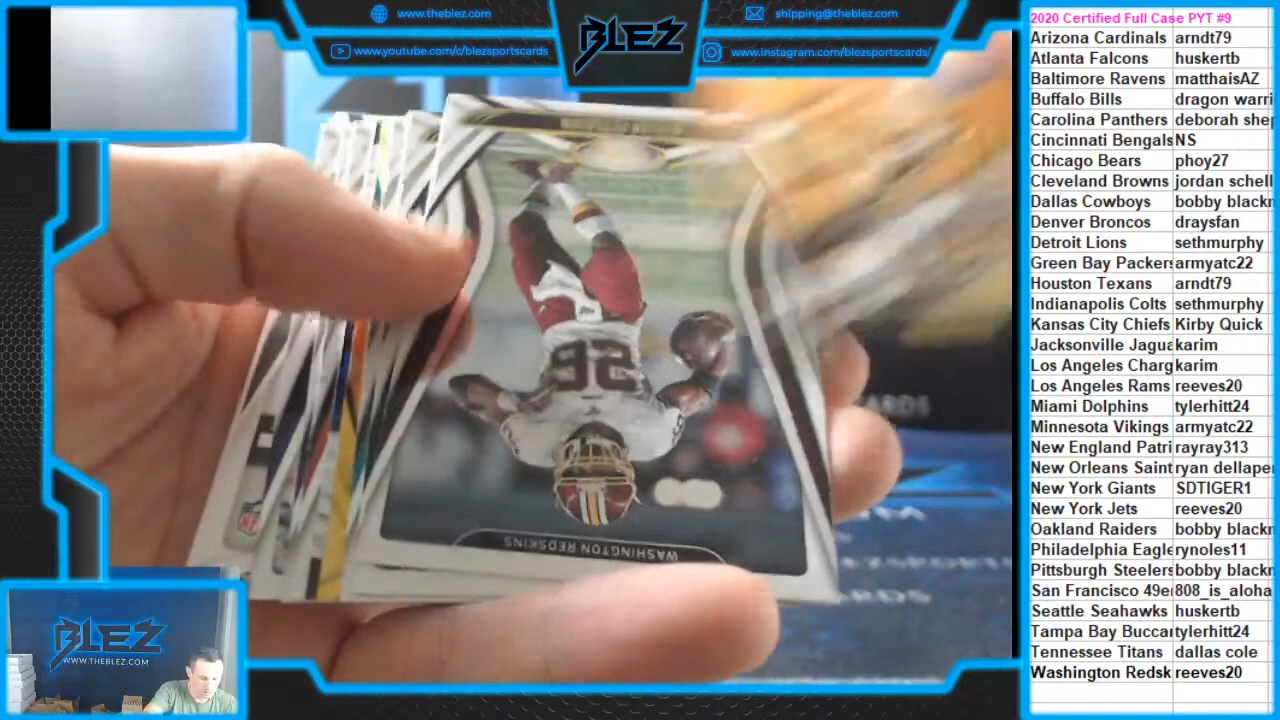 www.theblez.com
shipping@theblez.com
BLEZ
www.youtube.com/c/blezsportscards
www.instagram.com/blezsportscards/
26
WASHINGTON REDSKINS
BLEZ
WWW.THEBLEZ.COM
2020 Certified Full Case PYT #9
Arizona Cardinals arndt79
Atlanta Falcons huskertb
Baltimore Ravens matthaisAZ
Buffalo Bills dragon warri
Carolina Panthers deborah shep
Cincinnati Bengals NS
Chicago Bears phoy27
Cleveland Browns jordan schell
Dallas Cowboys bobby blackn
Denver Broncos draysfan
Detroit Lions sethmurphy
Green Bay Packers armyatc22
Houston Texans arndt79
Indianapolis Colts sethmurphy
Kansas City Chiefs Kirby Quick
Jacksonville Jagua karim
Los Angeles Charg karim
Los Angeles Rams reeves20
Miami Dolphins tylerhitt24
Minnesota Vikings armyatc22
New England Patri rayray313
New Orleans Saint ryan dellaper
New York Giants SDTIGER1
New York Jets reeves20
Oakland Raiders bobby blackn
Philadelphia Eagle rynoles11
Pittsburgh Steelers bobby blackn
San Francisco 49e 808_is_aloha
Seattle Seahawks huskertb
Tampa Bay Buccar tylerhitt24
Tennessee Titans dallas cole
Washington Redsk reeves20